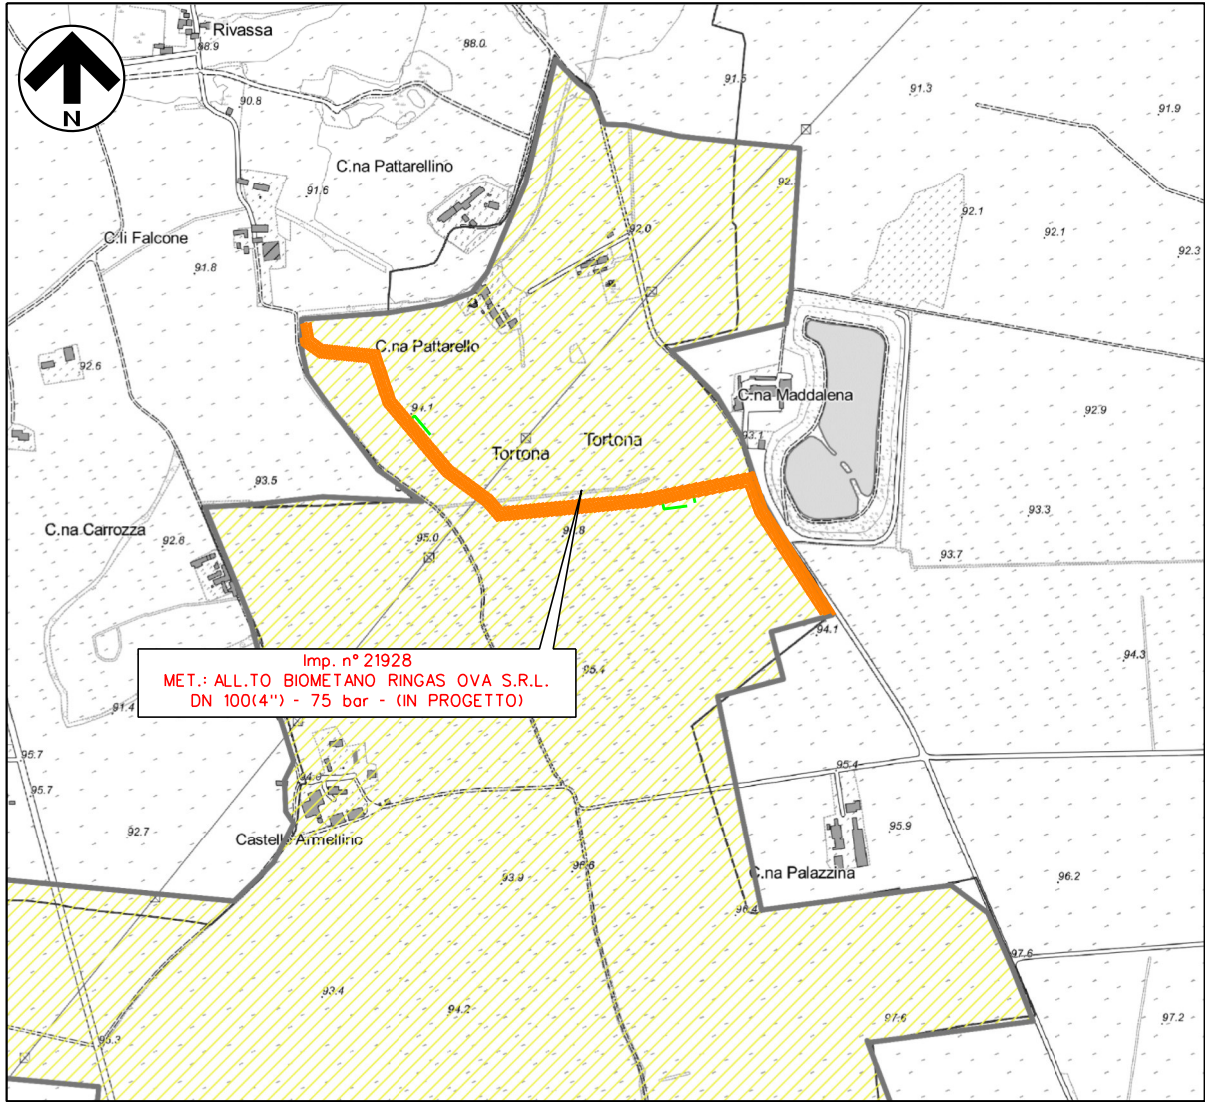 Rivassa
88.9
88.0
91.5
91.3
91.9
N
90.8
C.na Pattarellino
91.6
92.1
C.li Falcone
92.0
92.1
92.3
91.8
C.na Pattarello
92.6
C.na Maddalena
94.1
92.9
93.1
Tortona
Tortona
93.5
C.na Carrozza
92.8
95.0
93.3
93.7
94.1
94.3
Imp. n° 21928
MET.: ALL.TO BIOMETANO RINGAS OVA S.R.L.
DN 100(4") - 75 bar - (IN PROGETTO)
95.4
91.4
95.7
95.7
95.4
92.7
Castello Armellino
95.9
C.na Palazzina
93.9
96.2
97.6
93.4
94.2
97.6
97.2